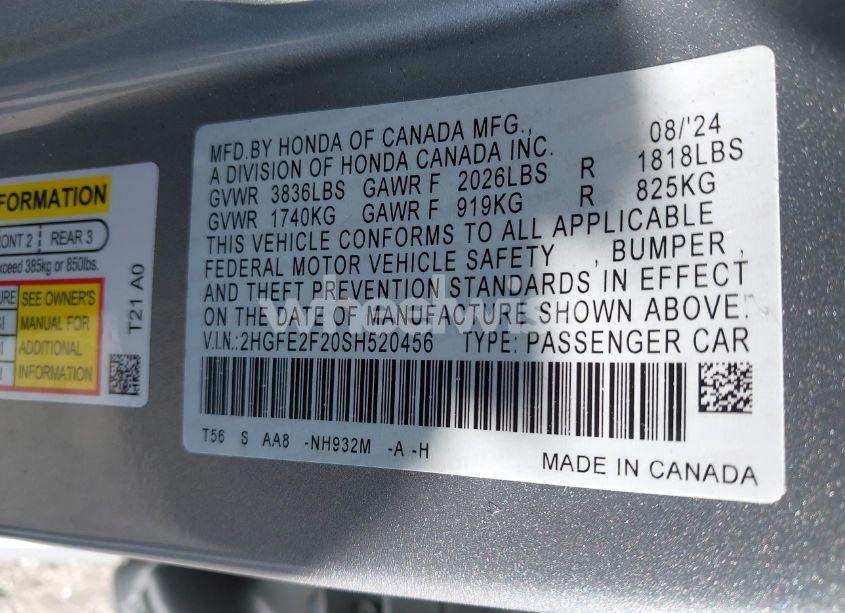 FORMATION
RONT 2 REAR 3
xceed 385kg or 850lbs.
URE SEE OWNER'S
MANUAL FOR
ADDITIONAL
INFORMATION
T21 A0
MFD.BY HONDA OF CANADA MFG., 08/'24
A DIVISION OF HONDA CANADA INC.
GVWR 3836LBS GAWR F 2026LBS R 1818LBS
GVWR 1740KG GAWR F 919KG R 825KG
THIS VEHICLE CONFORMS TO ALL APPLICABLE
FEDERAL MOTOR VEHICLE SAFETY , BUMPER ,
AND THEFT PREVENTION STANDARDS IN EFFECT
ON THE DATE OF MANUFACTURE SHOWN ABOVE.
V.I.N.:2HGFE2F20SH520456 TYPE: PASSENGER CAR
T56 S AA8 -NH932M -A -H
MADE IN CANADA